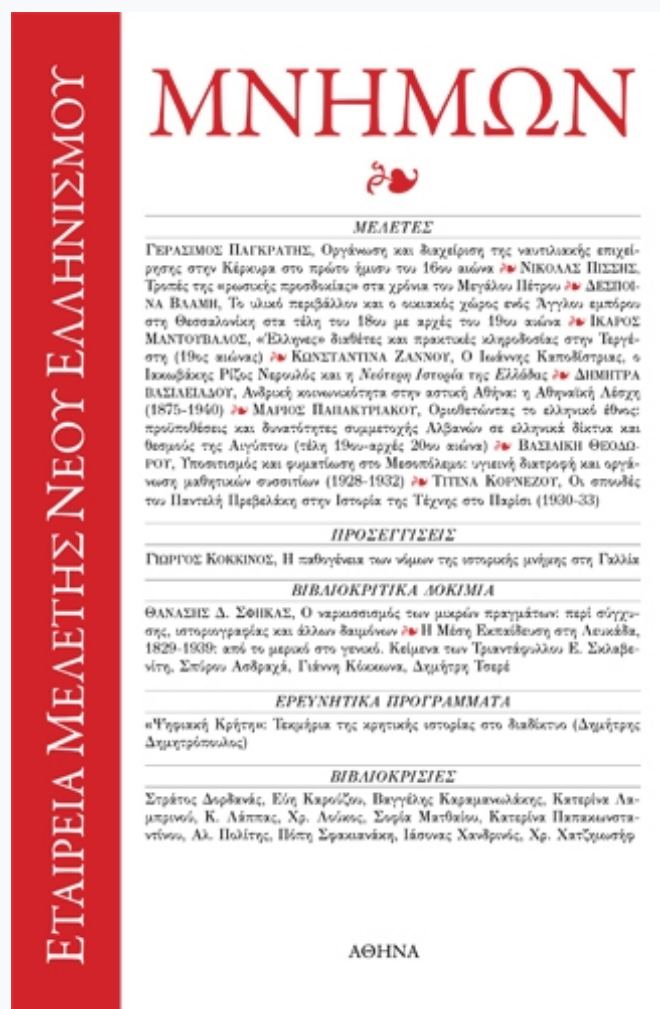 ΕΤΑΙΡΕΙΑ ΜΕΛΕΤΗΣ ΝΕΟΥ ΕΛΛΗΝΙΣΜΟΥ
ΜΝΗΜΩΝ
ΜΕΛΕΤΕΣ
ΓΕΡΑΣΙΜΟΣ ΠΑΓΚΡΑΤΗΣ, Οργάνωση και διαχείριση της ναυτιλιακής επιχεί-
ρησης στην Κέρκυρα στο πρώτο ήμισυ του 16ου αιώνα ❧ ΝΙΚΟΛΑΣ ΠΙΣΣΗΣ,
Τροπές της «ρωσικής προσδοκίας» στα χρόνια του Μεγάλου Πέτρου ❧ ΔΕΣΠΟΙ-
ΝΑ ΒΛΑΜΗ, Το υλικό περιβάλλον και ο οικιακός χώρος ενός Άγγλου εμπόρου
στη Θεσσαλονίκη στα τέλη του 18ου με αρχές του 19ου αιώνα ❧ ΙΚΑΡΟΣ
ΜΑΝΤΟΥΒΑΛΟΣ, «Έλληνες» διαθέτες και πρακτικές κληροδοσίας στην Τεργέ-
στη (19ος αιώνας) ❧ ΚΩΝΣΤΑΝΤΙΝΑ ΖΑΝΝΟΥ, Ο Ιωάννης Καποδίστριας, ο
Ιακωβάκης Ρίζος Νερουλός και η Νεότερη Ιστορία της Ελλάδας ❧ ΔΗΜΗΤΡΑ
ΒΑΣΙΛΕΙΑΔΟΥ, Ανδρική κοινωνικότητα στην αστική Αθήνα: η Αθηναϊκή Λέσχη
(1875-1940) ❧ ΜΑΡΙΟΣ ΠΑΠΑΚΥΡΙΑΚΟΥ, Οριοθετώντας το ελληνικό έθνος:
προϋποθέσεις και δυνατότητες συμμετοχής Αλβανών σε ελληνικά δίκτυα και
θεσμούς της Αιγύπτου (τέλη 19ου-αρχές 20ου αιώνα) ❧ ΒΑΣΙΛΙΚΗ ΘΕΟΔΩ-
ΡΟΥ, Υποσιτισμός και φυματίωση στο Μεσοπόλεμο: υγιεινή διατροφή και οργά-
νωση μαθητικών συσσιτίων (1928-1932) ❧ ΤΙΤΙΝΑ ΚΟΡΝΕΖΟΥ, Οι σπουδές
του Παντελή Πρεβελάκη στην Ιστορία της Τέχνης στο Παρίσι (1930-33)
ΠΡΟΣΕΓΓΙΣΕΙΣ
ΓΙΩΡΓΟΣ ΚΟΚΚΙΝΟΣ, Η παθογένεια των νόμων της ιστορικής μνήμης στη Γαλλία
ΒΙΒΛΙΟΚΡΙΤΙΚΑ ΔΟΚΙΜΙΑ
ΘΑΝΑΣΗΣ Δ. ΣΦΗΚΑΣ, Ο ναρκισσισμός των μικρών πραγμάτων: περί σύγχυ-
σης, ιστοριογραφίας και άλλων δαιμόνων ❧ Η Μέση Εκπαίδευση στη Λευκάδα,
1829-1939: από το μερικό στο γενικό. Κείμενα των Τριαντάφυλλου Ε. Σκλαβε-
νίτη, Σπύρου Ασδραχά, Γιάννη Κόκκωνα, Δημήτρη Τσερέ
ΕΡΕΥΝΗΤΙΚΑ ΠΡΟΓΡΑΜΜΑΤΑ
«Ψηφιακή Κρήτη»: Τεκμήρια της κρητικής ιστορίας στο διαδίκτυο (Δημήτρης
Δημητρόπουλος)
ΒΙΒΛΙΟΚΡΙΣΙΕΣ
Στράτος Δορδανάς, Εύη Καρούζου, Βαγγέλης Καραμανωλάκης, Κατερίνα Λα-
μπρινού, Κ. Λάππας, Χρ. Λούκος, Σοφία Ματθαίου, Κατερίνα Παπακωνστα-
ντίνου, Αλ. Πολίτης, Πόπη Σφακιανάκη, Ιάσονας Χανδρινός, Χρ. Χατζηιωσήφ
ΑΘΗΝΑ